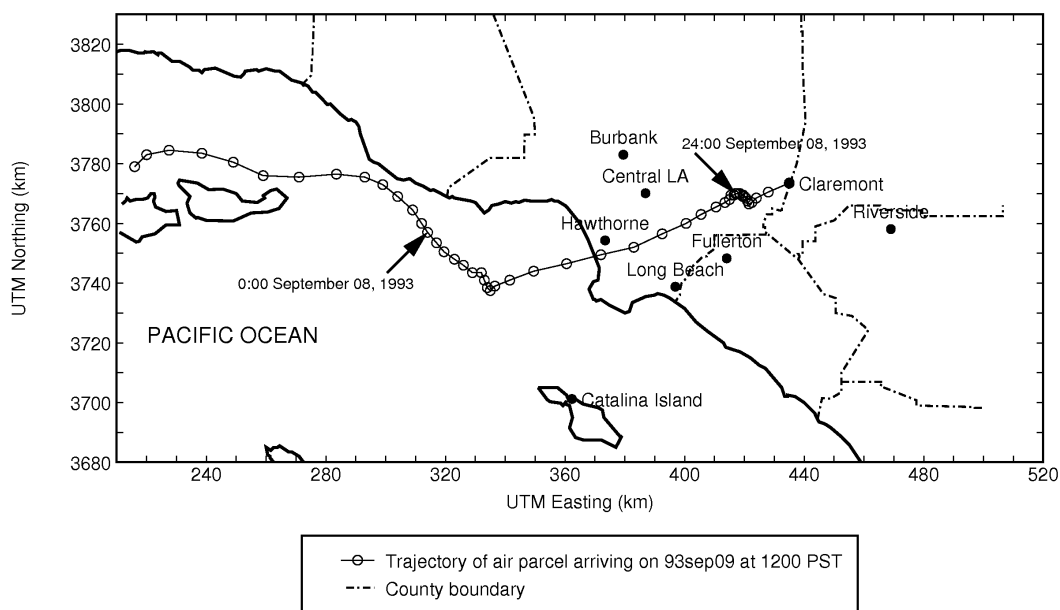 3820
3800
3780
3760
3740
3720
3700
3680
UTM Northing (km)
Burbank
24:00 September 08, 1993
Central LA
Claremont
Hawthorne
Riverside
Fullerton
Long Beach
0:00 September 08, 1993
PACIFIC OCEAN
Catalina Island
240 280 320 360 400 440 480 520
UTM Easting (km)
Trajectory of air parcel arriving on 93sep09 at 1200 PST
County boundary